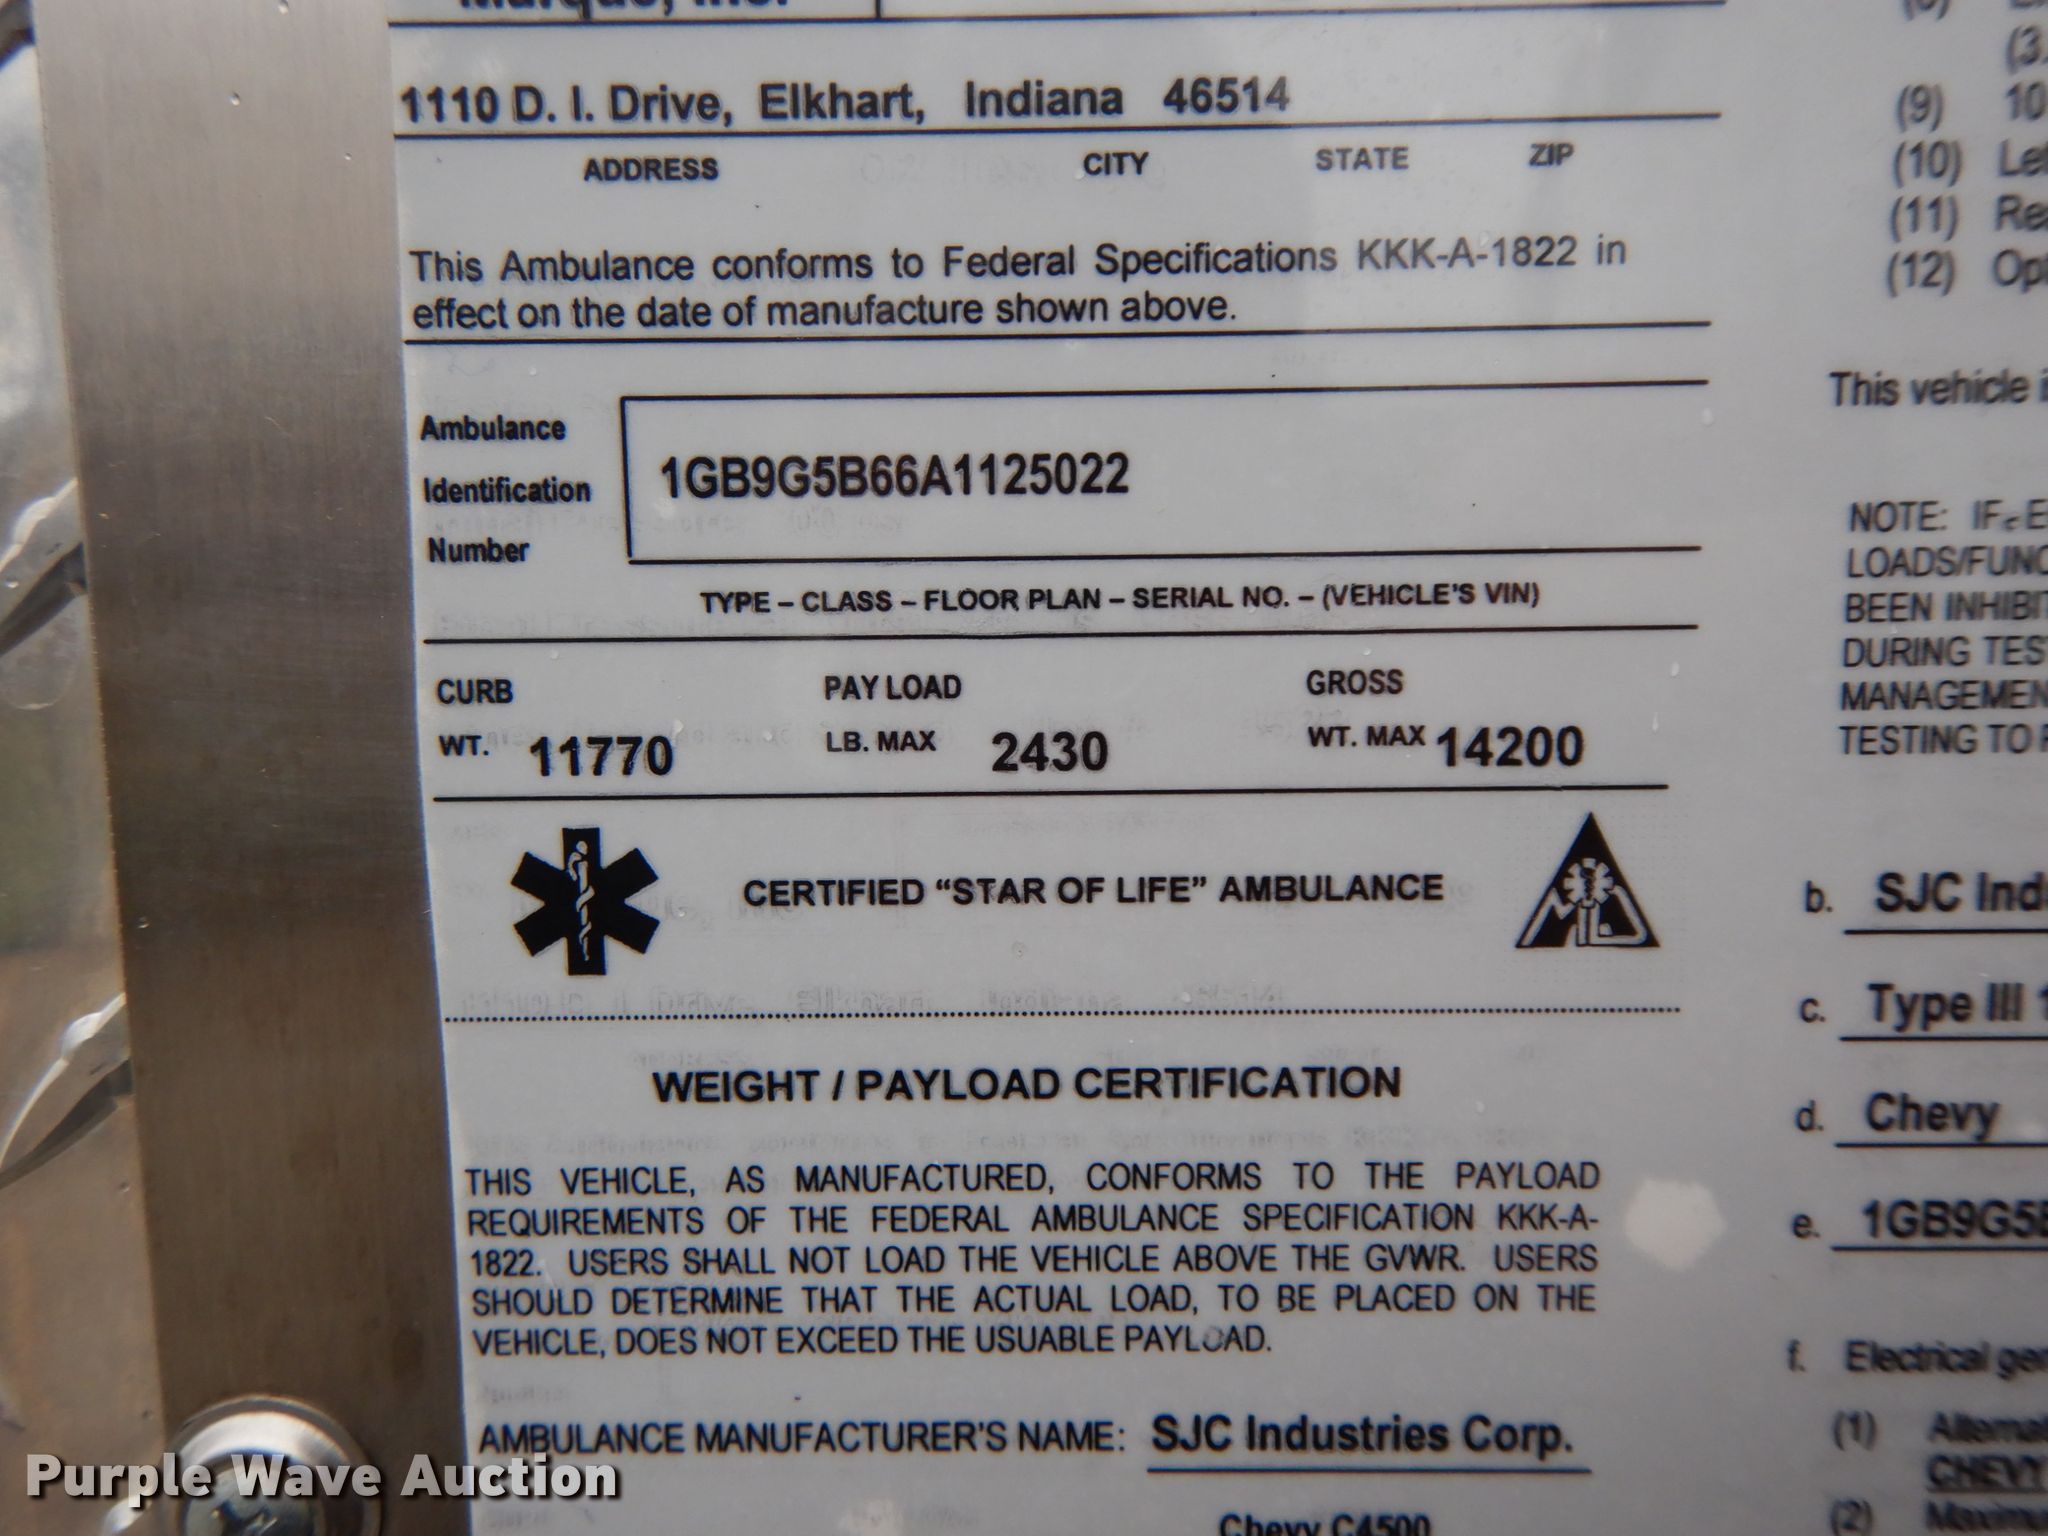 1110 D. I. Drive, Elkhart, Indiana 46514
ADDRESS CITY STATE ZIP
This Ambulance conforms to Federal Specifications KKK-A-1822 in
effect on the date of manufacture shown above.
Ambulance
Identification
Number
1GB9G5B66A1125022
TYPE – CLASS – FLOOR PLAN – SERIAL NO. – (VEHICLE'S VIN)
CURB PAY LOAD GROSS
WT. 11770 LB. MAX 2430 WT. MAX 14200
CERTIFIED "STAR OF LIFE" AMBULANCE
WEIGHT / PAYLOAD CERTIFICATION
THIS VEHICLE, AS MANUFACTURED, CONFORMS TO THE PAYLOAD
REQUIREMENTS OF THE FEDERAL AMBULANCE SPECIFICATION KKK-A-
1822. USERS SHALL NOT LOAD THE VEHICLE ABOVE THE GVWR. USERS
SHOULD DETERMINE THAT THE ACTUAL LOAD, TO BE PLACED ON THE
VEHICLE, DOES NOT EXCEED THE USUABLE PAYLOAD.
AMBULANCE MANUFACTURER'S NAME: SJC Industries Corp.
Chevy C4500
(9) 10
(10)
(11)
(12)
This vehicle
NOTE: IF
LOADS/
BEEN
DURING
TESTING TO
b. SJC
c. Type III
d. Chevy
e. 1GB9G5
f. Electrical
(1)
CHEVY
(2)
Purple Wave Auction